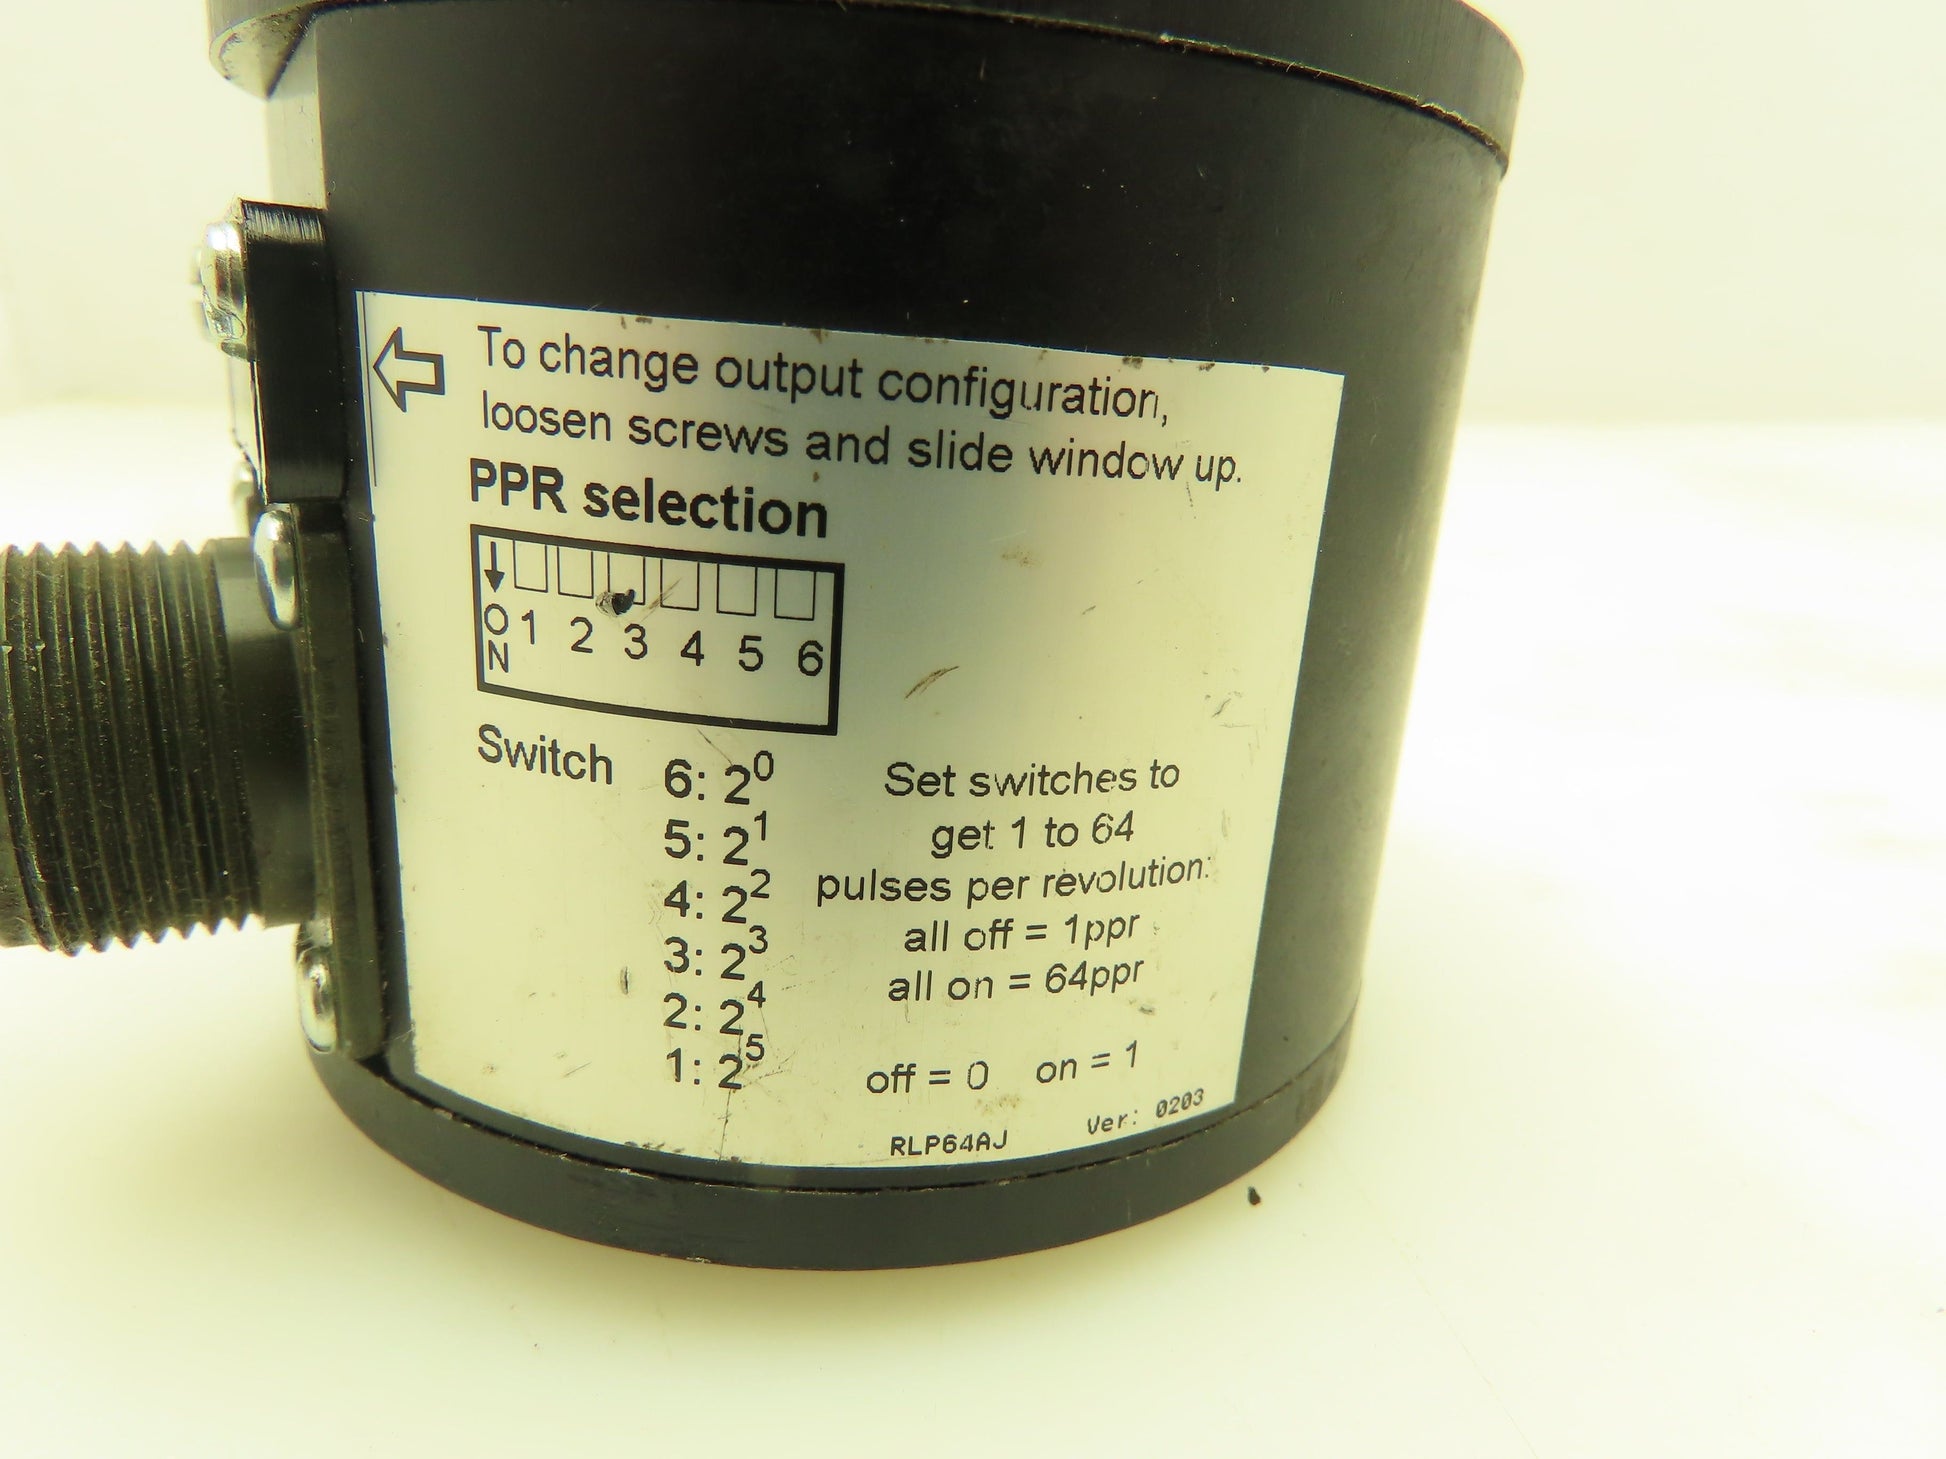 To change output configuration,
loosen screws and slide window up.
PPR selection
ON 1 2 3 4 5 6
Switch 6: 2⁰
5: 2¹
4: 2²
3: 2³
2: 2⁴
1: 2⁵
Set switches to
get 1 to 64
pulses per revolution:
all off = 1ppr
all on = 64ppr
off = 0 on = 1
RLP64AJ Ver: 0203